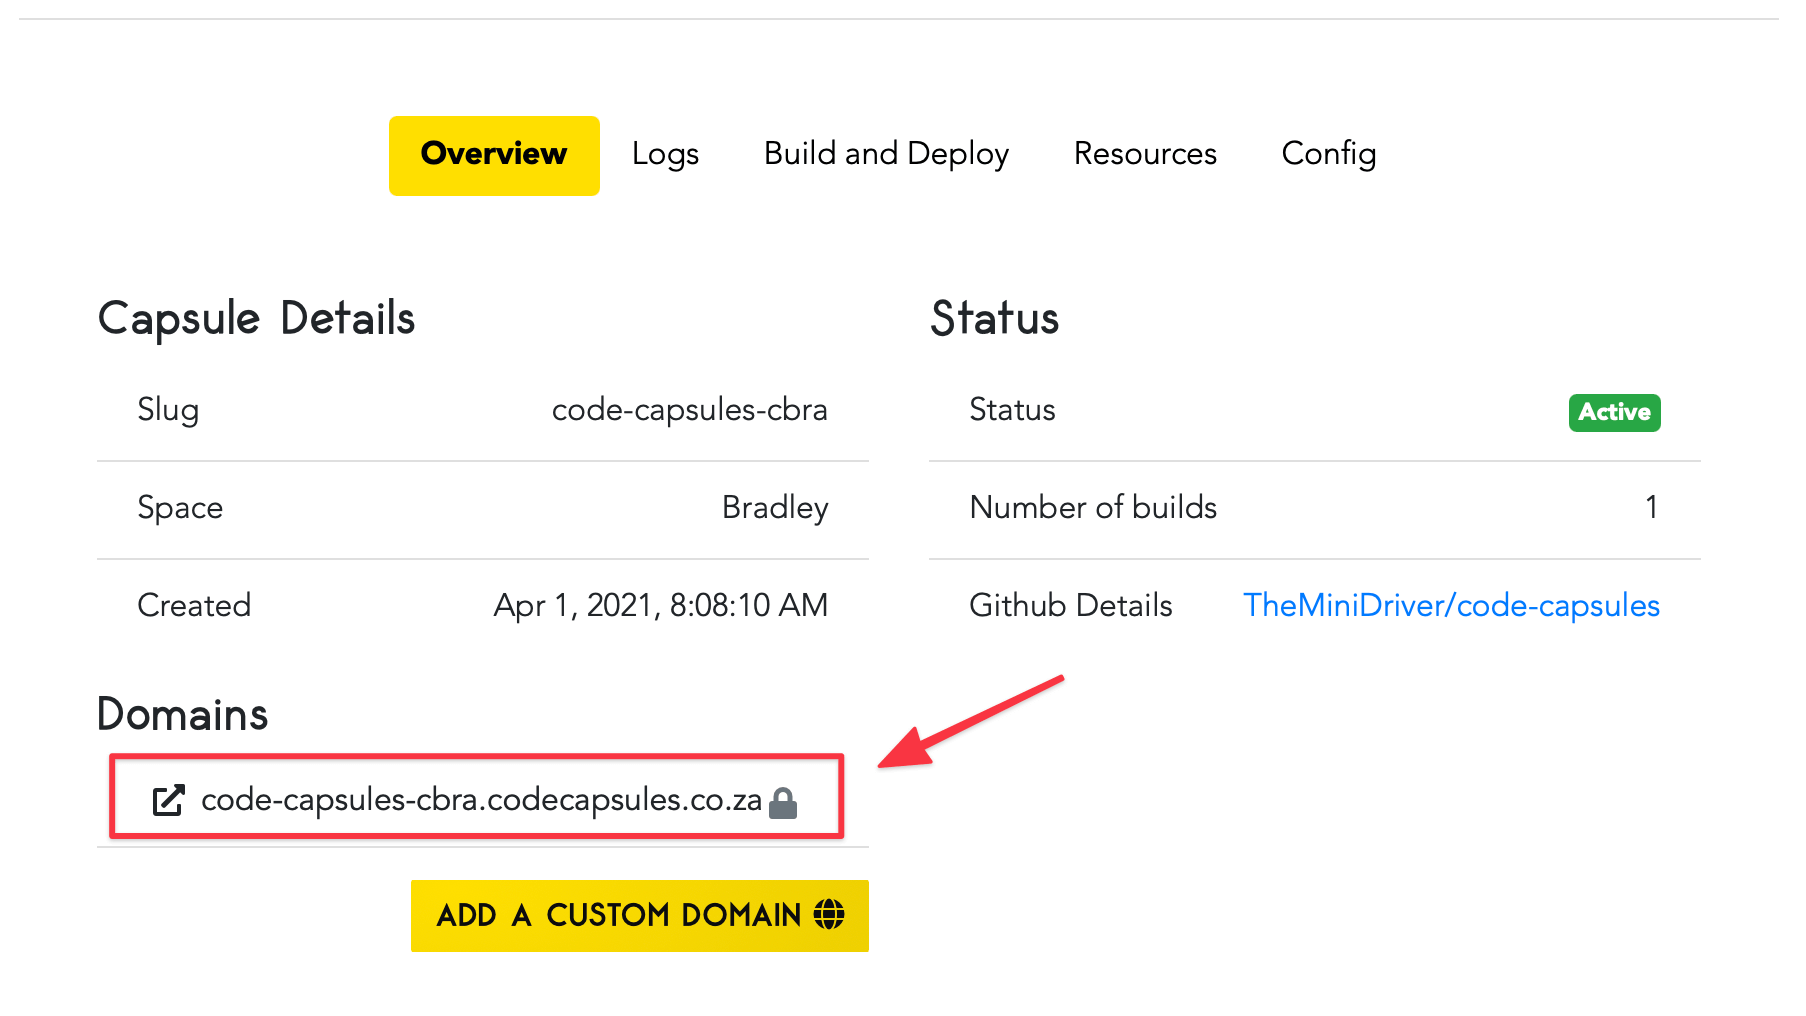 Overview Logs Build and Deploy Resources Config
Capsule Details
Slug code-capsules-cbra
Space Bradley
Created Apr 1, 2021, 8:08:10 AM
Status
Status Active
Number of builds 1
Github Details TheMiniDriver/code-capsules
Domains
code-capsules-cbra.codecapsules.co.za
ADD A CUSTOM DOMAIN